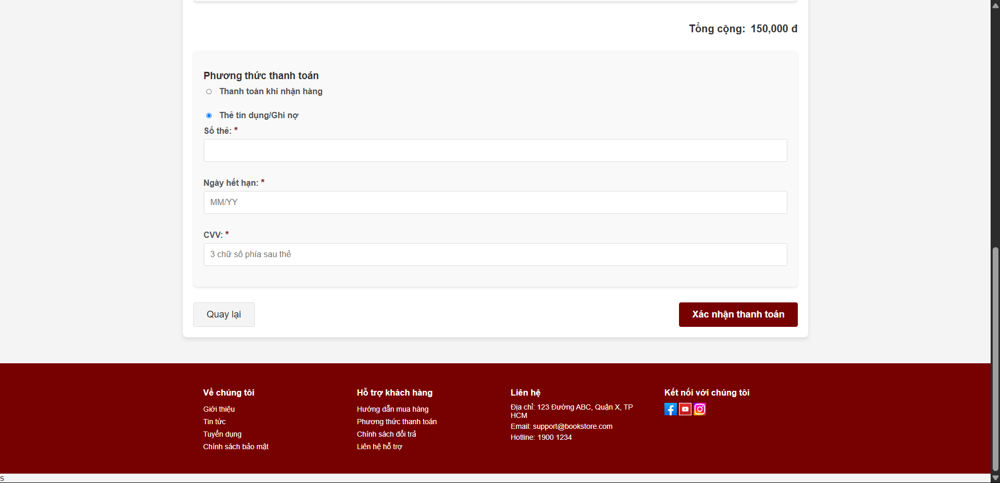 Tổng cộng: 150,000 đ
Phương thức thanh toán
Thanh toán khi nhận hàng
Thẻ tín dụng/Ghi nợ
Số thẻ: *
Ngày hết hạn: *
MM/YY
CVV: *
3 chữ số phía sau thẻ
Quay lại
Xác nhận thanh toán
Về chúng tôi
Giới thiệu
Tin tức
Tuyển dụng
Chính sách bảo mật
Hỗ trợ khách hàng
Hướng dẫn mua hàng
Phương thức thanh toán
Chính sách đổi trả
Liên hệ hỗ trợ
Liên hệ
Địa chỉ: 123 Đường ABC, Quận X, TP
HCM
Email: support@bookstore.com
Hotline: 1900 1234
Kết nối với chúng tôi
s